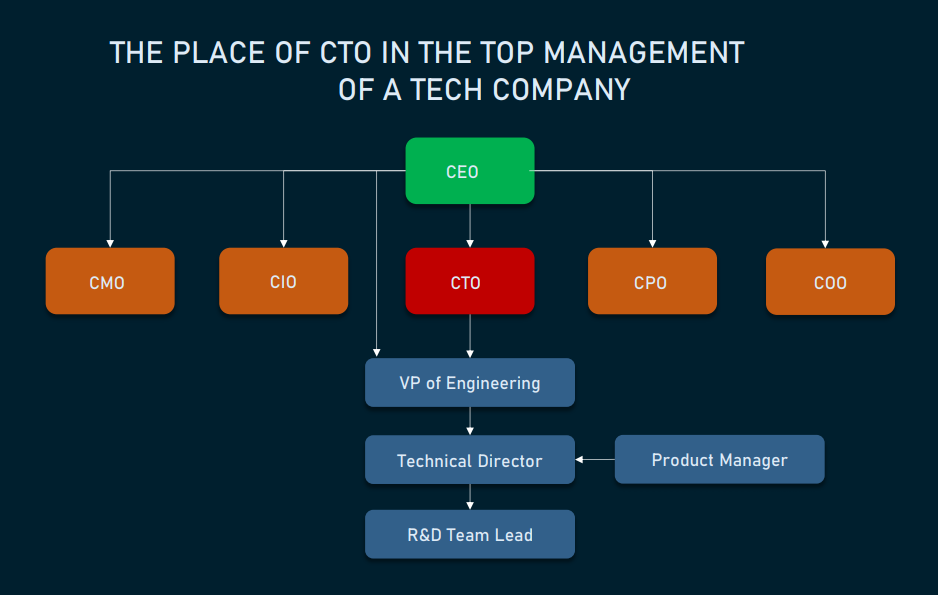 THE PLACE OF CTO IN THE TOP MANAGEMENT
OF A TECH COMPANY
CEO
CMO
CIO
CTO
CPO
COO
VP of Engineering
Technical Director
Product Manager
R&D Team Lead